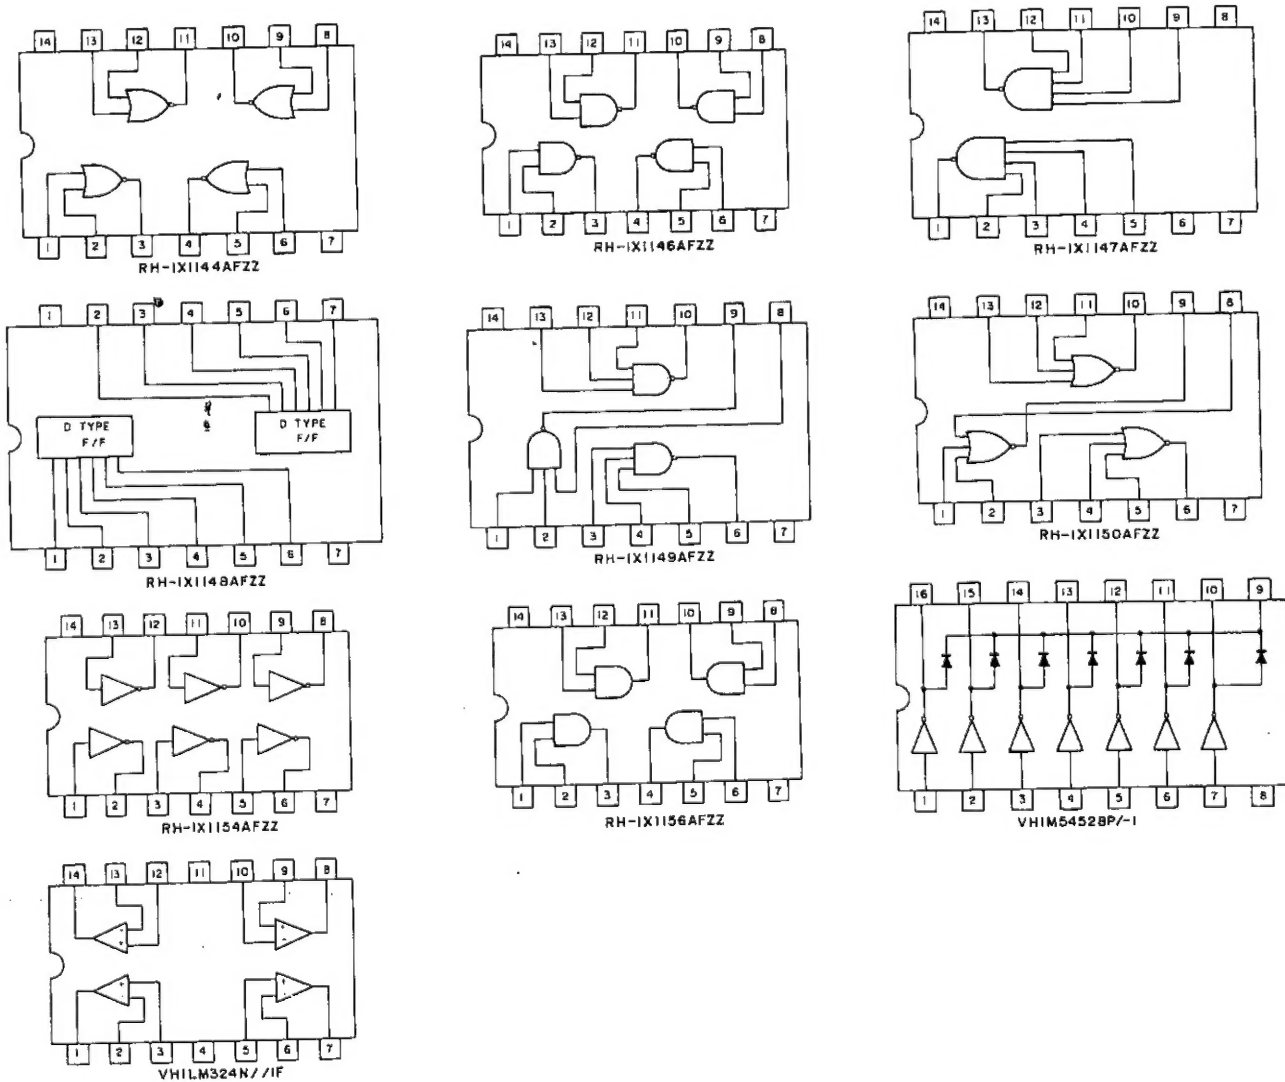 14 13 12 11 10 9 8
1 2 3 4 5 6 7
RH-IX1144AFZZ
14 13 12 11 10 9 8
1 2 3 4 5 6 7
RH-IX1146AFZZ
14 13 12 11 10 9 8
1 2 3 4 5 6 7
RH-IX1147AFZZ
1 2 3 4 5 6 7
D TYPE
F/F
D TYPE
F/F
1 2 3 4 5 6 7
RH-IX1148AFZZ
14 13 12 11 10 9 8
1 2 3 4 5 6 7
RH-IX1149AFZZ
14 13 12 11 10 9 8
1 2 3 4 5 6 7
RH-IX1150AFZZ
14 13 12 11 10 9 8
1 2 3 4 5 6 7
RH-IX1154AFZZ
14 13 12 11 10 9 8
1 2 3 4 5 6 7
RH-IX1156AFZZ
16 15 14 13 12 11 10 9
1 2 3 4 5 6 7 8
VHIM54528P/-1
14 13 12 11 10 9 8
1 2 3 4 5 6 7
VHILM324N//1F